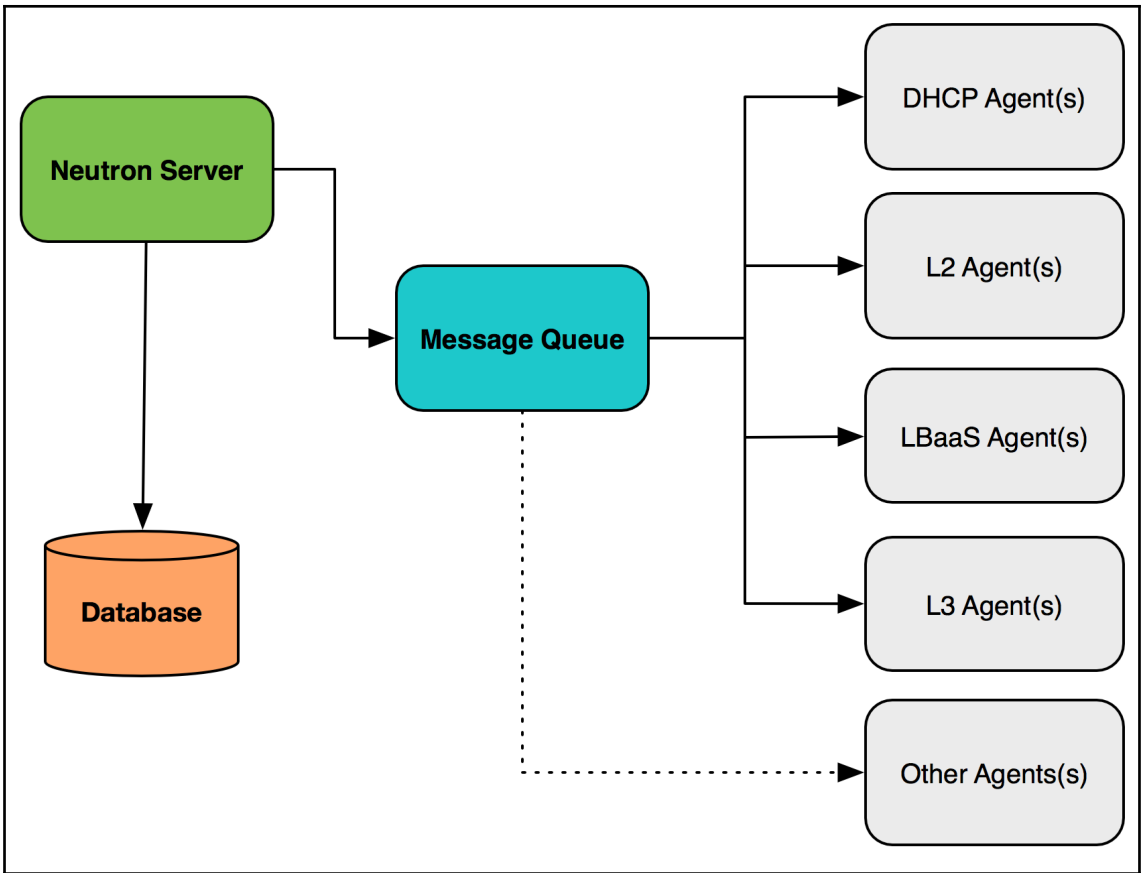 Neutron Server
Message Queue
Database
DHCP Agent(s)
L2 Agent(s)
LBaaS Agent(s)
L3 Agent(s)
Other Agents(s)